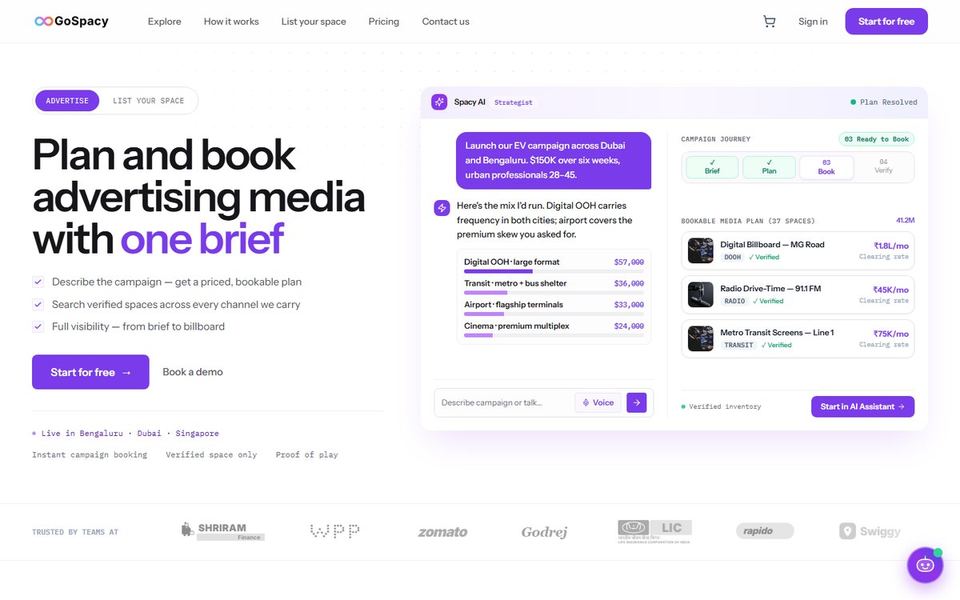 GoSpacy
Explore
How it works
List your space
Pricing
Contact us
Sign in
Start for free
ADVERTISE
LIST YOUR SPACE
Plan and book
advertising media
with one brief
Describe the campaign — get a priced, bookable plan
Search verified spaces across every channel we carry
Full visibility — from brief to billboard
Start for free →
Book a demo
Live in Bengaluru · Dubai · Singapore
Instant campaign booking
Verified space only
Proof of play
Spacy AI
Strategist
Plan Resolved
Launch our EV campaign across Dubai
and Bengaluru. $150K over six weeks,
urban professionals 28–45.
Here's the mix I'd run. Digital OOH carries
frequency in both cities; airport covers the
premium skew you asked for.
Digital OOH · large format $57,000
Transit · metro + bus shelter $36,000
Airport · flagship terminals $33,000
Cinema · premium multiplex $24,000
Describe campaign or talk...
Voice
CAMPAIGN JOURNEY
03 Ready to Book
✓ Brief
✓ Plan
03 Book
04 Verify
BOOKABLE MEDIA PLAN (37 SPACES) 41.2M
Digital Billboard — MG Road ₹1.8L/mo
DOOH ✓ Verified Clearing rate
Radio Drive-Time — 91.1 FM ₹45K/mo
RADIO ✓ Verified Clearing rate
Metro Transit Screens — Line 1 ₹75K/mo
TRANSIT ✓ Verified Clearing rate
Verified inventory
Start in AI Assistant →
TRUSTED BY TEAMS AT
SHRIRAM
Finance
WPP
zomato
Godrej
LIC
LIFE INSURANCE CORPORATION OF INDIA
rapido
Swiggy